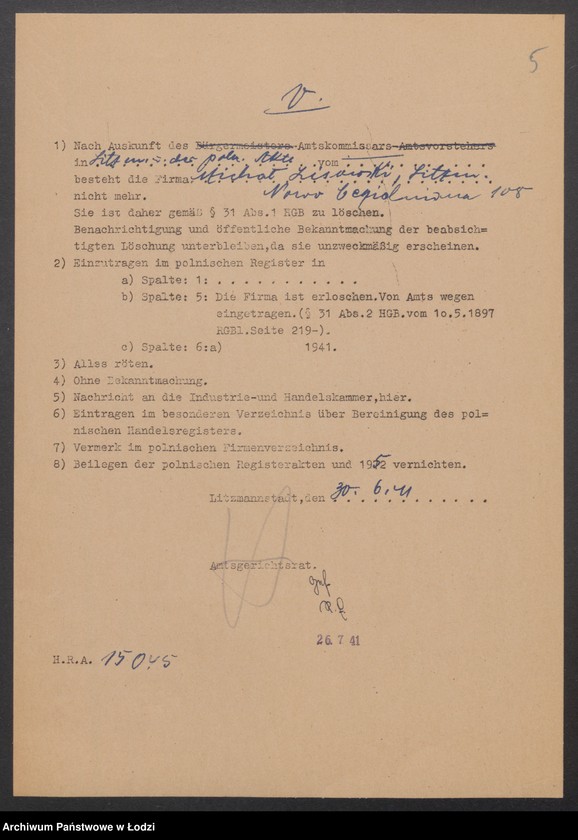 5
V.
1) Nach Auskunft des Bürgermeisters-Amtskommissars-Amtsvorstehers
in Litzm. u. der poln. Akte vom
besteht die Firma Michał Lisowski, Litzm.
nicht mehr. Nowo Cegielniana 108
Sie ist daher gemäß § 31 Abs.1 HGB zu löschen.
Benachrichtigung und öffentliche Bekanntmachung der beabsich=
tigten Löschung unterbleiben,da sie unzweckmäßig erscheinen.
2) Einzutragen im polnischen Register in
a) Spalte: 1: . . . . . . . . . . . .
b) Spalte: 5: Die Firma ist erloschen.Von Amts wegen
eingetragen.(§ 31 Abs.2 HGB.vom 1o.5.1897
RGBl.Seite 219-).
c) Spalte: 6:a) 1941.
3) Alles röten.
4) Ohne Bekanntmachung.
5) Nachricht an die Industrie-und Handelskammer,hier.
6) Eintragen im besonderen Verzeichnis über Bereinigung des pol=
nischen Handelsregisters.
7) Vermerk im polnischen Firmenverzeichnis.
8) Beilegen der polnischen Registerakten und 1952 vernichten.
Litzmannstadt,den 30. 6. 41
Amtsgerichtsrat.
gef
26. 7. 41
H.R.A. 15045
Archiwum Państwowe w Łodzi